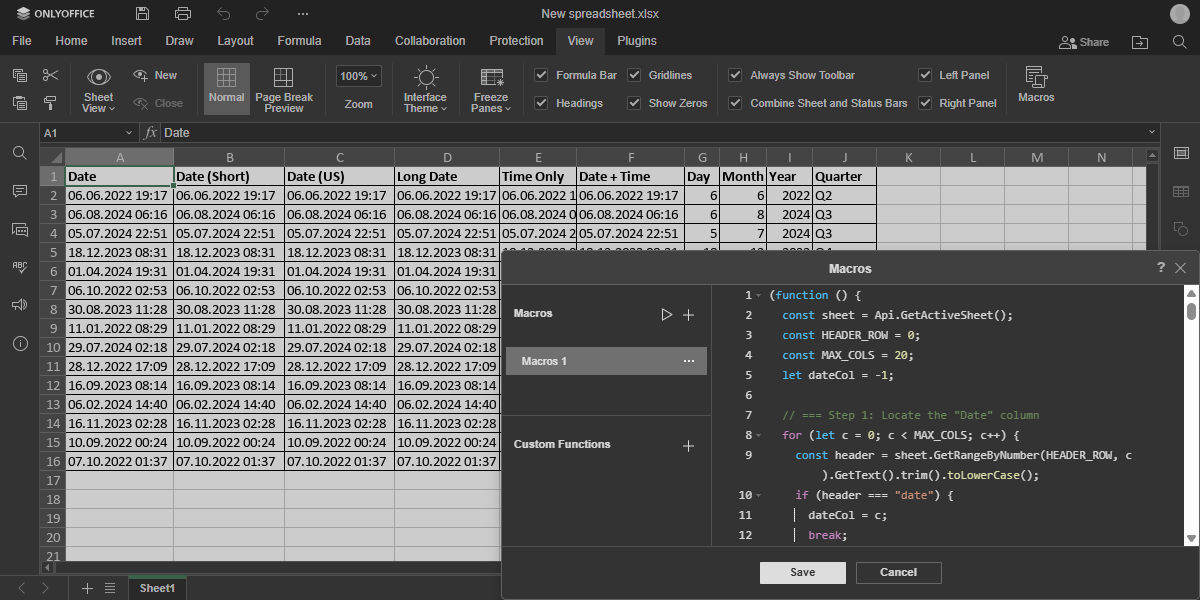 ONLYOFFICE
New spreadsheet.xlsx
File Home Insert Draw Layout Formula Data Collaboration Protection View Plugins Share
Sheet View New Close Normal Page Break Preview 100% Zoom Interface Theme Freeze Panes Formula Bar Gridlines Headings Show Zeros Always Show Toolbar Combine Sheet and Status Bars Left Panel Right Panel Macros
A1 fx Date
A B C D E F G H I J K L M N
1 Date Date (Short) Date (US) Long Date Time Only Date + Time Day Month Year Quarter
2 06.06.2022 19:17 06.06.2022 19:17 06.06.2022 19:17 06.06.2022 19:17 06.06.2022 1 06.06.2022 19:17 6 6 2022 Q2
3 06.08.2024 06:16 06.08.2024 06:16 06.08.2024 06:16 06.08.2024 06:16 06.08.2024 0 06.08.2024 06:16 6 8 2024 Q3
4 05.07.2024 22:51 05.07.2024 22:51 05.07.2024 22:51 05.07.2024 22:51 05.07.2024 2 05.07.2024 22:51 5 7 2024 Q3
5 18.12.2023 08:31 18.12.2023 08:31 18.12.2023 08:31 18.12.2023 08:31
6 01.04.2024 19:31 01.04.2024 19:31 01.04.2024 19:31 01.04.2024 19:31
7 06.10.2022 02:53 06.10.2022 02:53 06.10.2022 02:53 06.10.2022 02:53
8 30.08.2023 11:28 30.08.2023 11:28 30.08.2023 11:28 30.08.2023 11:28
9 11.01.2022 08:29 11.01.2022 08:29 11.01.2022 08:29 11.01.2022 08:29
10 29.07.2024 02:18 29.07.2024 02:18 29.07.2024 02:18 29.07.2024 02:18
11 28.12.2022 17:09 28.12.2022 17:09 28.12.2022 17:09 28.12.2022 17:09
12 16.09.2023 08:14 16.09.2023 08:14 16.09.2023 08:14 16.09.2023 08:14
13 06.02.2024 14:40 06.02.2024 14:40 06.02.2024 14:40 06.02.2024 14:40
14 16.11.2023 02:28 16.11.2023 02:28 16.11.2023 02:28 16.11.2023 02:28
15 10.09.2022 00:24 10.09.2022 00:24 10.09.2022 00:24 10.09.2022 00:24
16 07.10.2022 01:37 07.10.2022 01:37 07.10.2022 01:37 07.10.2022 01:37
17
18
19
20
21
Macros ?
Macros
Macros 1 ...
Custom Functions
1 (function () {
2 const sheet = Api.GetActiveSheet();
3 const HEADER_ROW = 0;
4 const MAX_COLS = 20;
5 let dateCol = -1;
6
7 // === Step 1: Locate the "Date" column
8 for (let c = 0; c < MAX_COLS; c++) {
9 const header = sheet.GetRangeByNumber(HEADER_ROW, c
).GetText().trim().toLowerCase();
10 if (header === "date") {
11 dateCol = c;
12 break;
Save Cancel
Sheet1